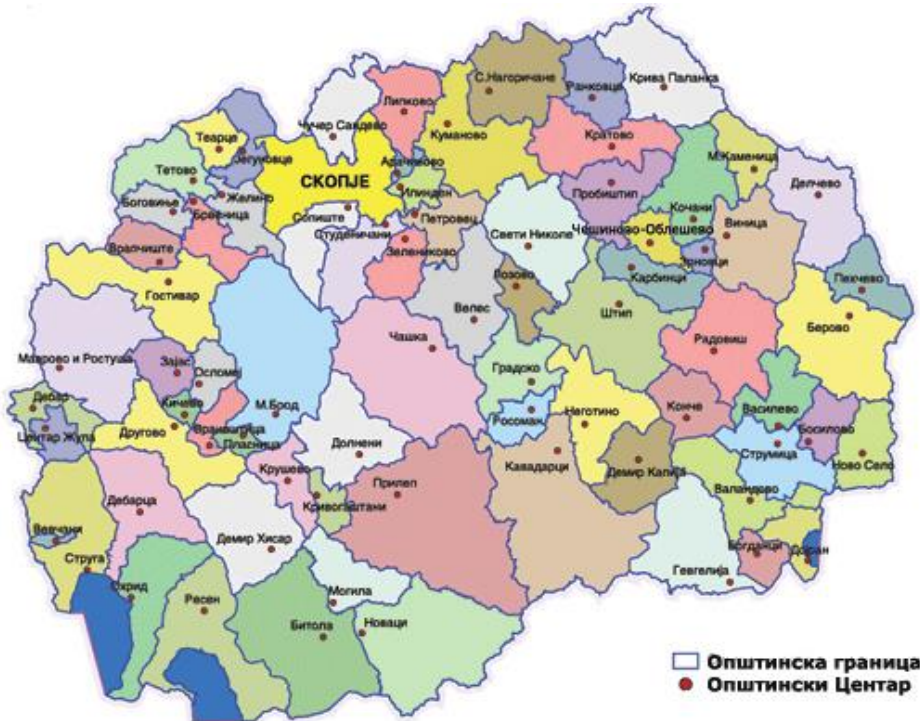 С.Нагоричане
Ранковце
Крива Паланка
Липково
Чучер Сандево
Куманово
Кратово
Теарце
Јегуновце
Арачиново
М.Каменица
Тетово
СКОПЈЕ
Пробиштип
Делчево
Желино
Илинден
Боговиње
Брвеница
Сопиште
Петровец
Кочани
Виница
Студеничани
Свети Николе
Чешиново-Облешево
Врапчиште
Зелениково
Зрновци
Гостивар
Лозово
Карбинци
Пехчево
Велес
Штип
Берово
Чашка
Радовиш
Маврово и Ростуша
Зајас
Осломеј
Градско
Дебар
Кичево
М.Брод
Росоман
Неготино
Конче
Василево
Центар Жупа
Другово
Вранештица
Пласница
Долнени
Босилово
Струмица
Крушево
Кавадарци
Демир Капија
Ново Село
Прилеп
Валандово
Дебарца
Кривогаштани
Вевчани
Демир Хисар
Струга
Богданци
Дојран
Охрид
Ресен
Могила
Гевгелија
Битола
Новаци
Општинска граница
Општински Центар